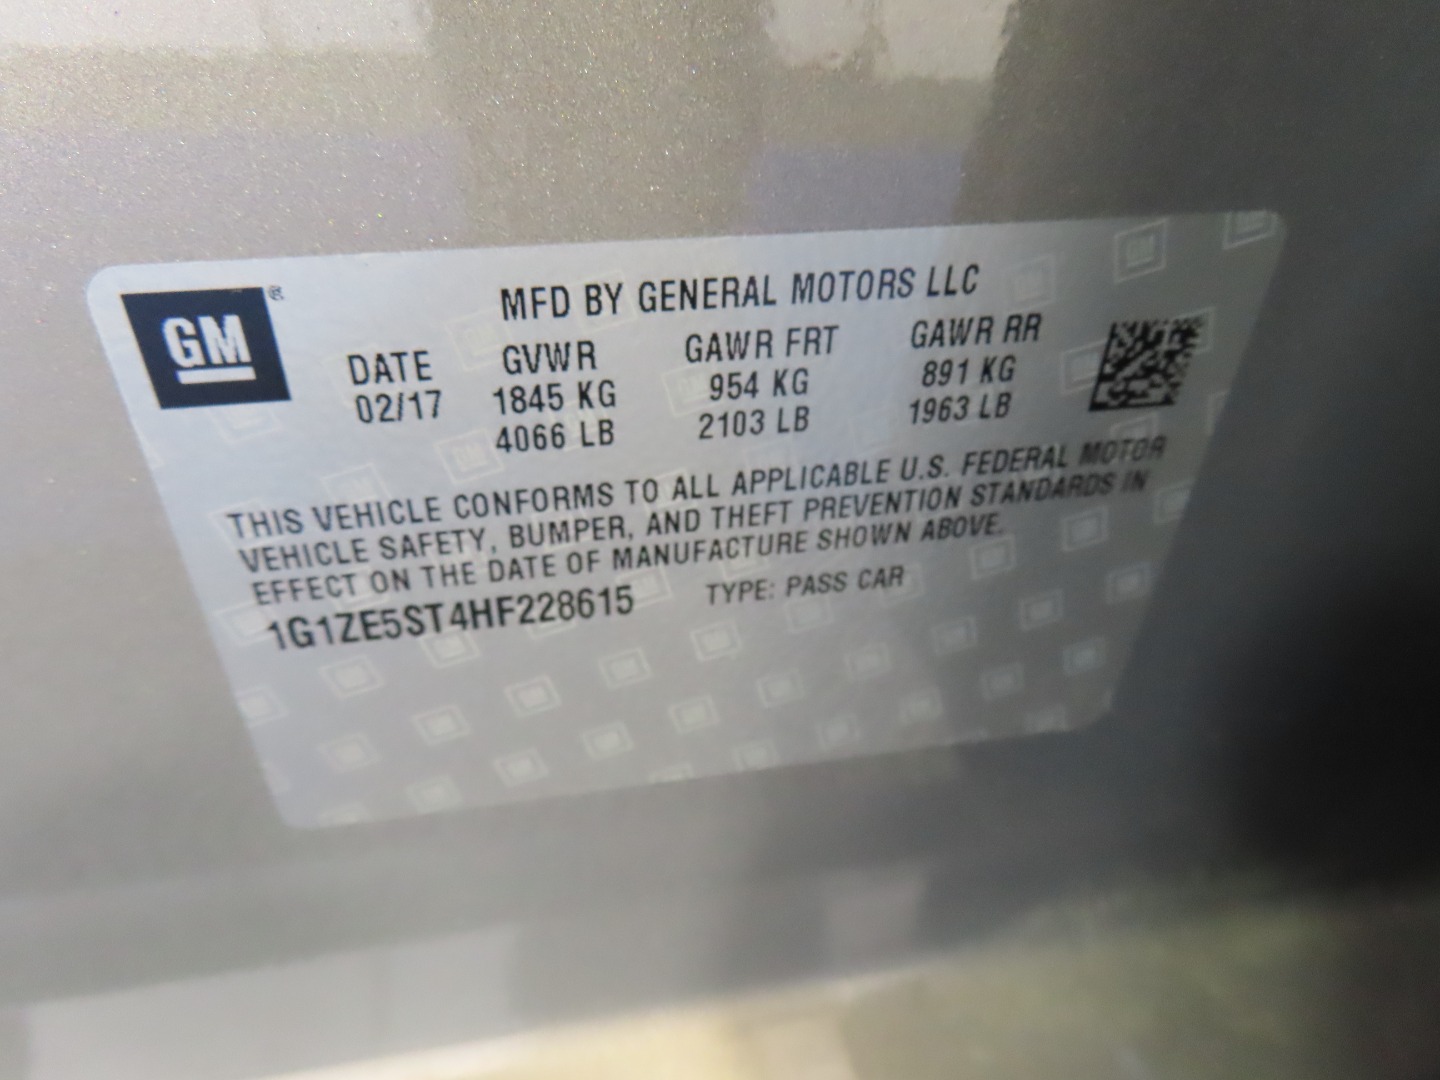 GM ®
MFD BY GENERAL MOTORS LLC
DATE GVWR GAWR FRT GAWR RR
02/17 1845 KG 954 KG 891 KG
4066 LB 2103 LB 1963 LB
THIS VEHICLE CONFORMS TO ALL APPLICABLE U.S. FEDERAL MOTOR
VEHICLE SAFETY, BUMPER, AND THEFT PREVENTION STANDARDS IN
EFFECT ON THE DATE OF MANUFACTURE SHOWN ABOVE.
1G1ZE5ST4HF228615 TYPE: PASS CAR